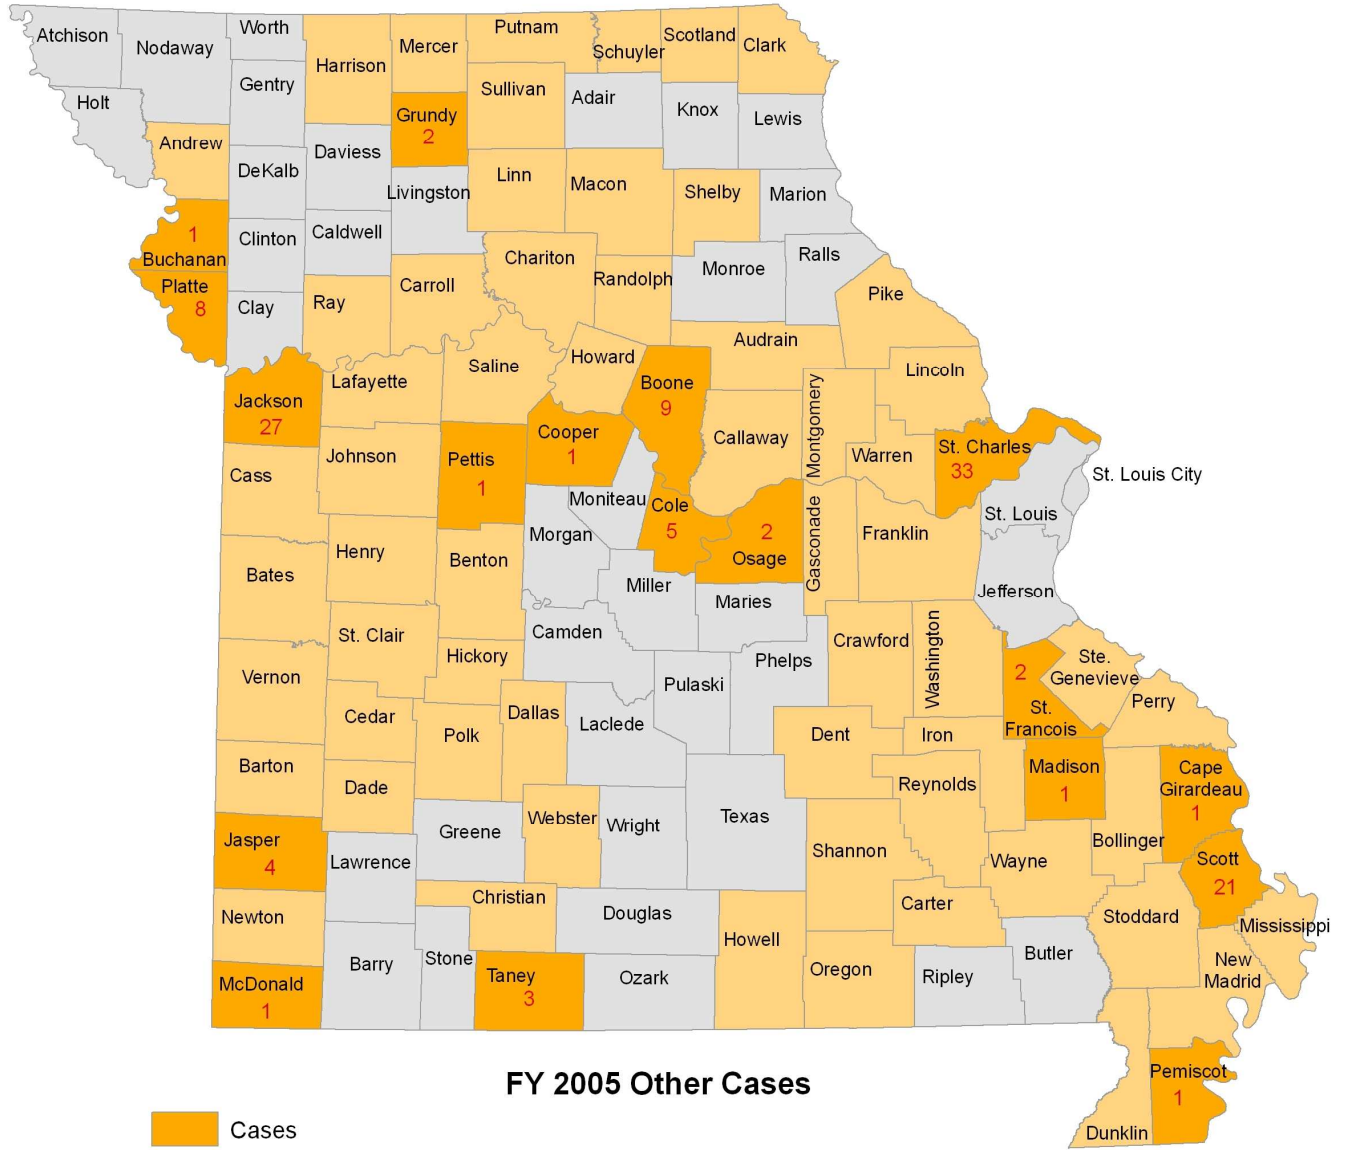 Atchison
Nodaway
Worth
Harrison
Mercer
Putnam
Schuyler
Scotland
Clark
Holt
Gentry
Sullivan
Adair
Knox
Lewis
Andrew
DeKalb
Daviess
Grundy
2
Livingston
Linn
Macon
Shelby
Marion
1
Buchanan
Clinton
Caldwell
Chariton
Randolph
Monroe
Ralls
Platte
8
Clay
Ray
Carroll
Pike
Audrain
Jackson
27
Lafayette
Saline
Howard
Boone
9
Callaway
Montgomery
Lincoln
Warren
St. Charles
33
St. Louis City
St. Louis
Cass
Johnson
Pettis
1
Cooper
1
Moniteau
Cole
5
2
Osage
Gasconade
Franklin
Jefferson
Bates
Henry
Benton
Morgan
Miller
Maries
St. Clair
Hickory
Camden
Pulaski
Phelps
Crawford
Washington
2
St.
Francois
Ste.
Genevieve
Perry
Vernon
Cedar
Polk
Dallas
Laclede
Dent
Iron
Madison
1
Cape
Girardeau
1
Barton
Dade
Greene
Webster
Wright
Texas
Reynolds
Shannon
Wayne
Bollinger
Scott
21
Jasper
4
Lawrence
Christian
Douglas
Howell
Carter
Stoddard
Mississippi
Newton
McDonald
1
Barry
Stone
Taney
3
Ozark
Oregon
Ripley
Butler
New
Madrid
Pemiscot
1
Dunklin
FY 2005 Other Cases
Cases